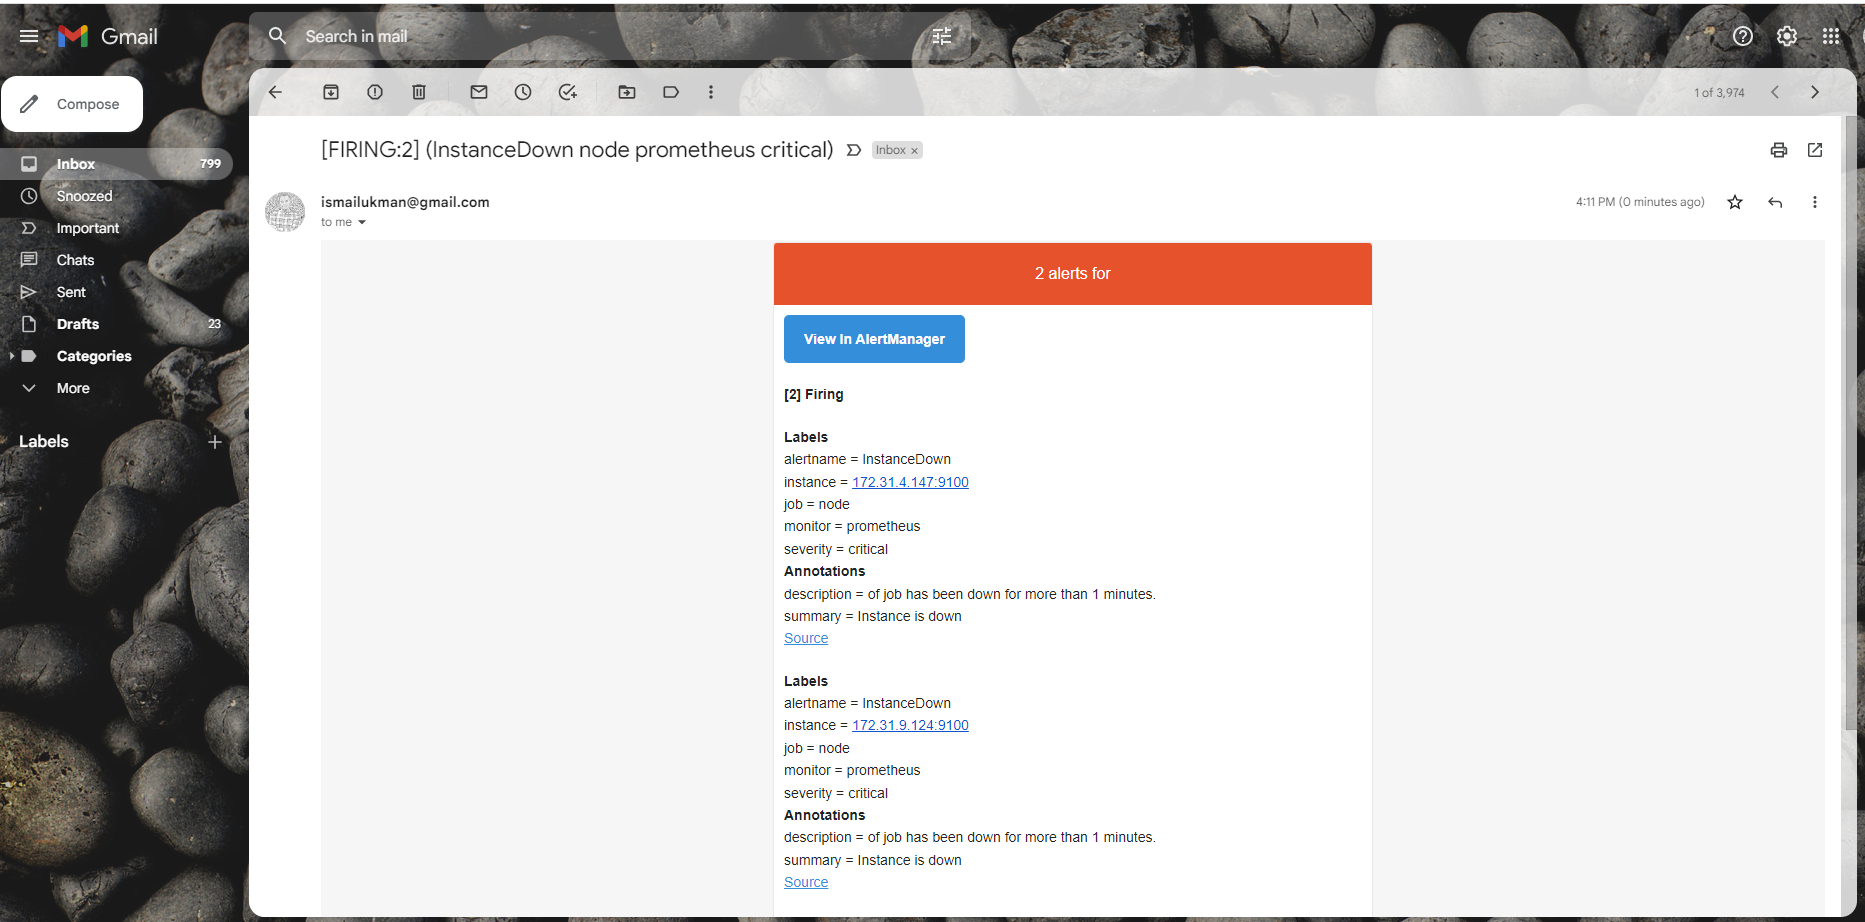 Gmail
Search in mail
Compose
1 of 3,974
[FIRING:2] (InstanceDown node prometheus critical)
Inbox ×
Inbox 799
Snoozed
Important
Chats
Sent
Drafts 23
Categories
More
Labels
ismailukman@gmail.com
to me
4:11 PM (0 minutes ago)
2 alerts for
View In AlertManager
[2] Firing
Labels
alertname = InstanceDown
instance = 172.31.4.147:9100
job = node
monitor = prometheus
severity = critical
Annotations
description = of job has been down for more than 1 minutes.
summary = Instance is down
Source
Labels
alertname = InstanceDown
instance = 172.31.9.124:9100
job = node
monitor = prometheus
severity = critical
Annotations
description = of job has been down for more than 1 minutes.
summary = Instance is down
Source